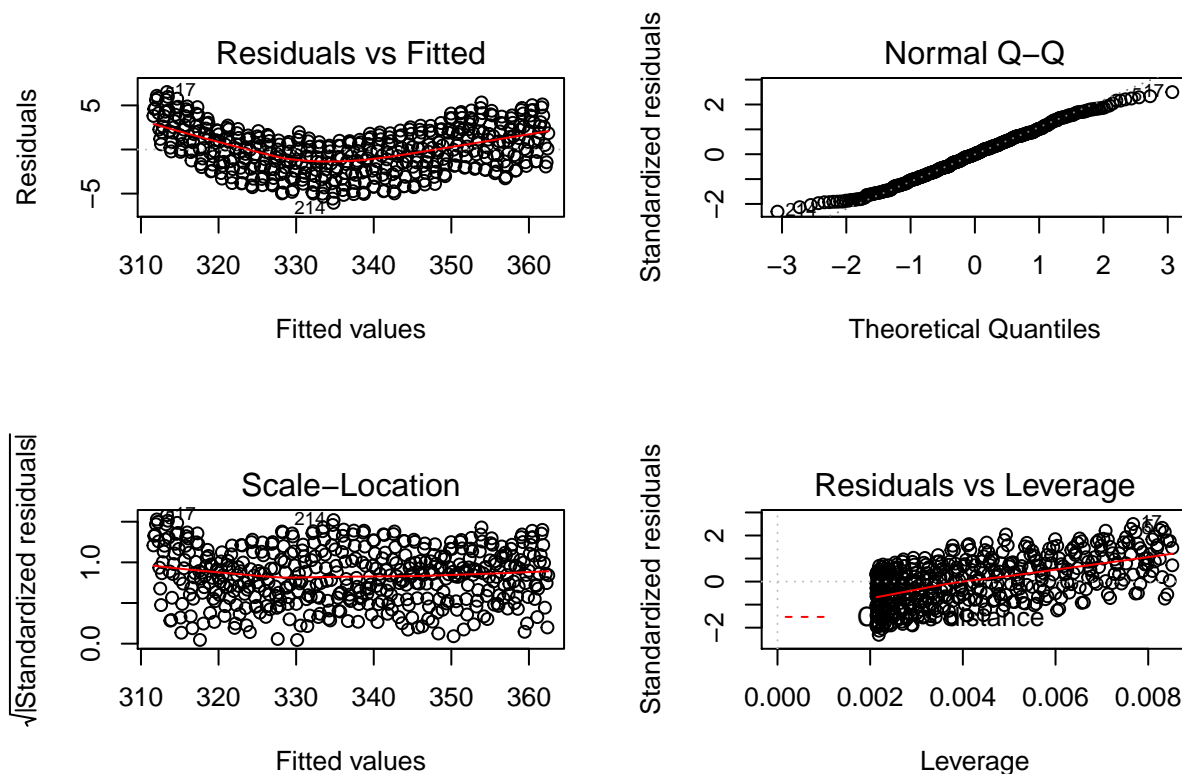 Residuals vs Fitted
Residuals
5
−5
17
214
310 320 330 340 350 360
Fitted values
Normal Q−Q
Standardized residuals
2
0
−2
17
214
−3 −2 −1 0 1 2 3
Theoretical Quantiles
Scale−Location
√|Standardized residuals|
1.0
0.0
17
214
310 320 330 340 350 360
Fitted values
Residuals vs Leverage
Standardized residuals
2
0
−2
17
distance
0.000 0.002 0.004 0.006 0.008
Leverage